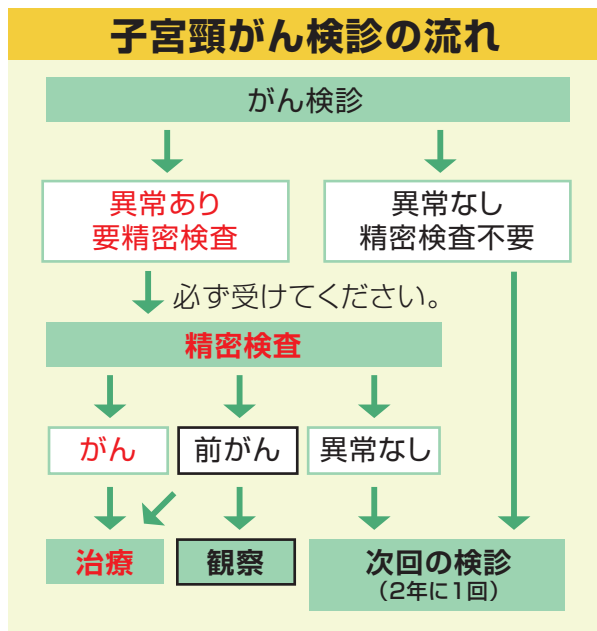 子宮頸がん検診の流れ
がん検診
異常あり
要精密検査
異常なし
精密検査不要
必ず受けてください。
精密検査
がん
前がん
異常なし
治療
観察
次回の検診
（2年に1回）